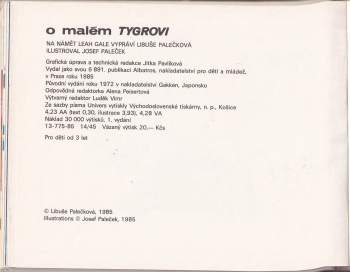 o malém TYGROVI
NA NÁMĚT LEAH GALE VYPRÁVÍ LIBUŠE PALEČKOVÁ
ILUSTROVAL JOSEF PALEČEK
Grafická úprava a technická redakce Jitka Pavlíková
Vydal jako svou 6 891. publikaci Albatros, nakladatelství pro děti a mládež,
v Praze roku 1985
Původní vydání roku 1972 v nakladatelství Gakken, Japonsko
Odpovědná redaktorka Alena Peisertová
Výtvarný redaktor Luděk Vimr
Ze sazby písma Univers vytiskly Východoslovenské tlačiarny, n. p., Košice
4,23 AA (text 0,30, ilustrace 3,93), 4,28 VA
Náklad 30 000 výtisků, 1. vydání
13-775-85 14/45 Vázaný výtisk 20,— Kčs
Pro děti od 3 let
© Libuše Palečková, 1985
Illustrations © Josef Paleček, 1985